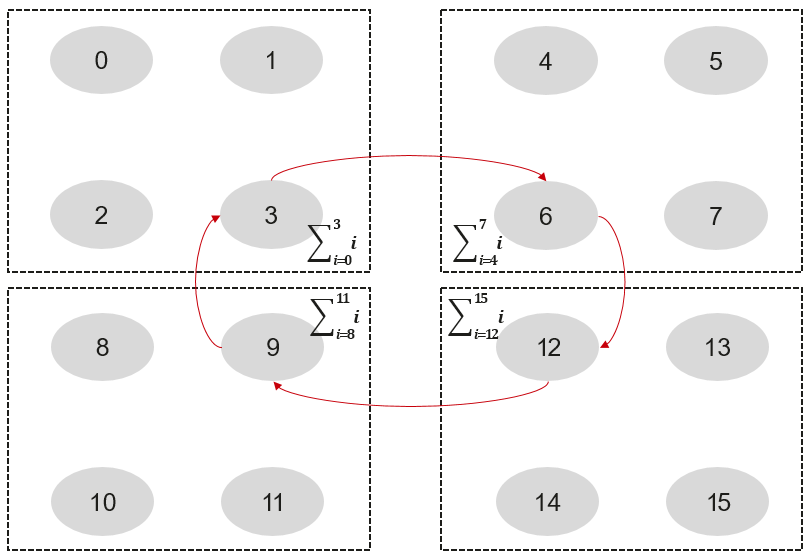 0 1 4 5
2 3 6 7
∑_{i=0}^{3} i ∑_{i=4}^{7} i
∑_{i=8}^{11} i ∑_{i=12}^{15} i
8 9 12 13
10 11 14 15